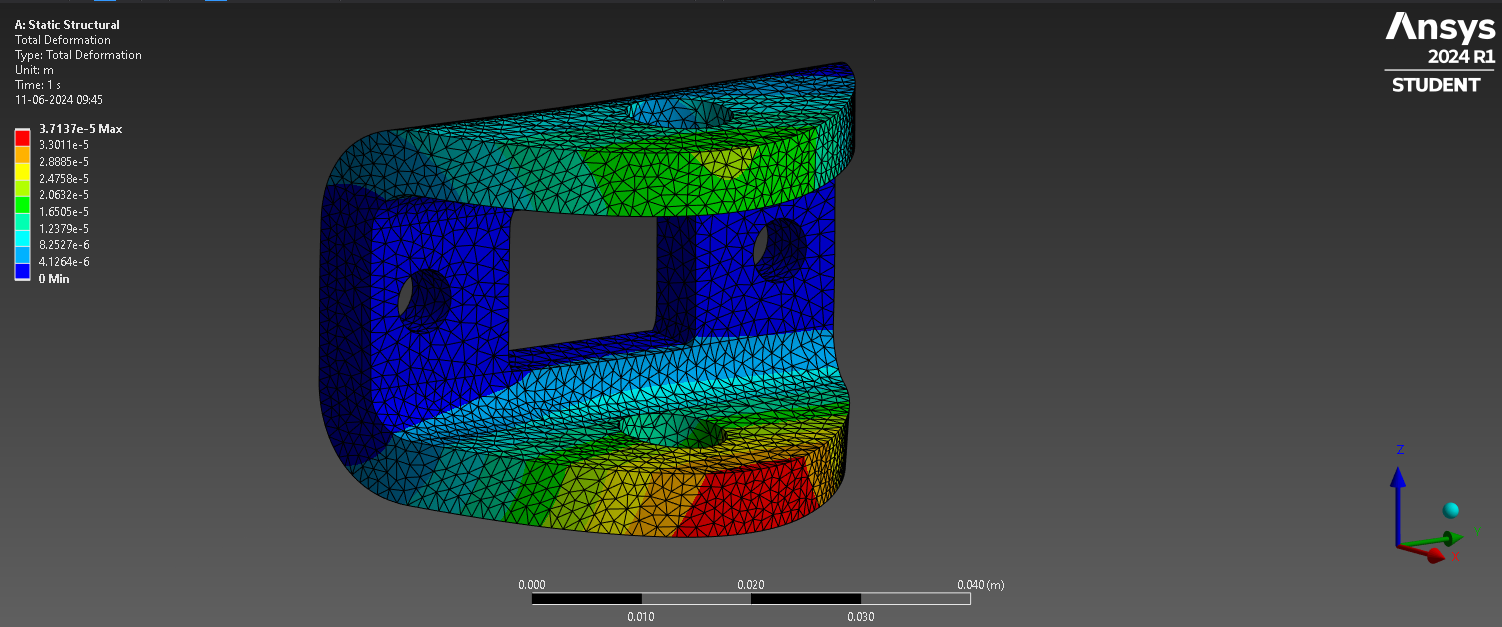 A: Static Structural
Total Deformation
Type: Total Deformation
Unit: m
Time: 1 s
11-06-2024 09:45
3.7137e-5 Max
3.3011e-5
2.8885e-5
2.4758e-5
2.0632e-5
1.6505e-5
1.2379e-5
8.2527e-6
4.1264e-6
0 Min
Ansys
2024 R1
STUDENT
Z
Y
X
0.000 0.020 0.040 (m)
0.010 0.030